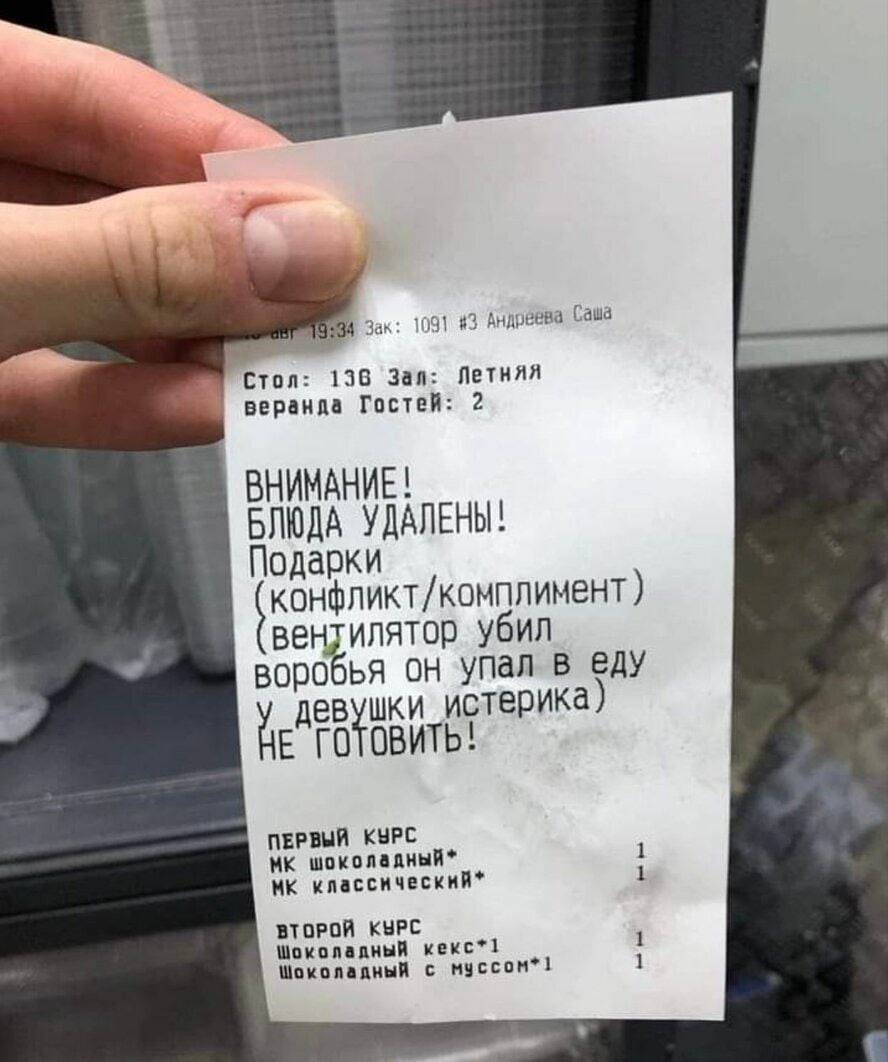 авг 19:34 Зак: 1091 #3 Андреева Саша
Стол: 136 Зал: Летняя
веранда Гостей: 2
ВНИМАНИЕ!
БЛЮДА УДАЛЕНЫ!
Подарки
(конфликт/комплимент)
(вентилятор убил
воробья он упал в еду
у девушки истерика)
НЕ ГОТОВИТЬ!
ПЕРВЫЙ КУРС
МК шоколадный* 1
МК классический* 1
ВТОРОЙ КУРС
Шоколадный кекс*1 1
Шоколадный с муссом*1 1